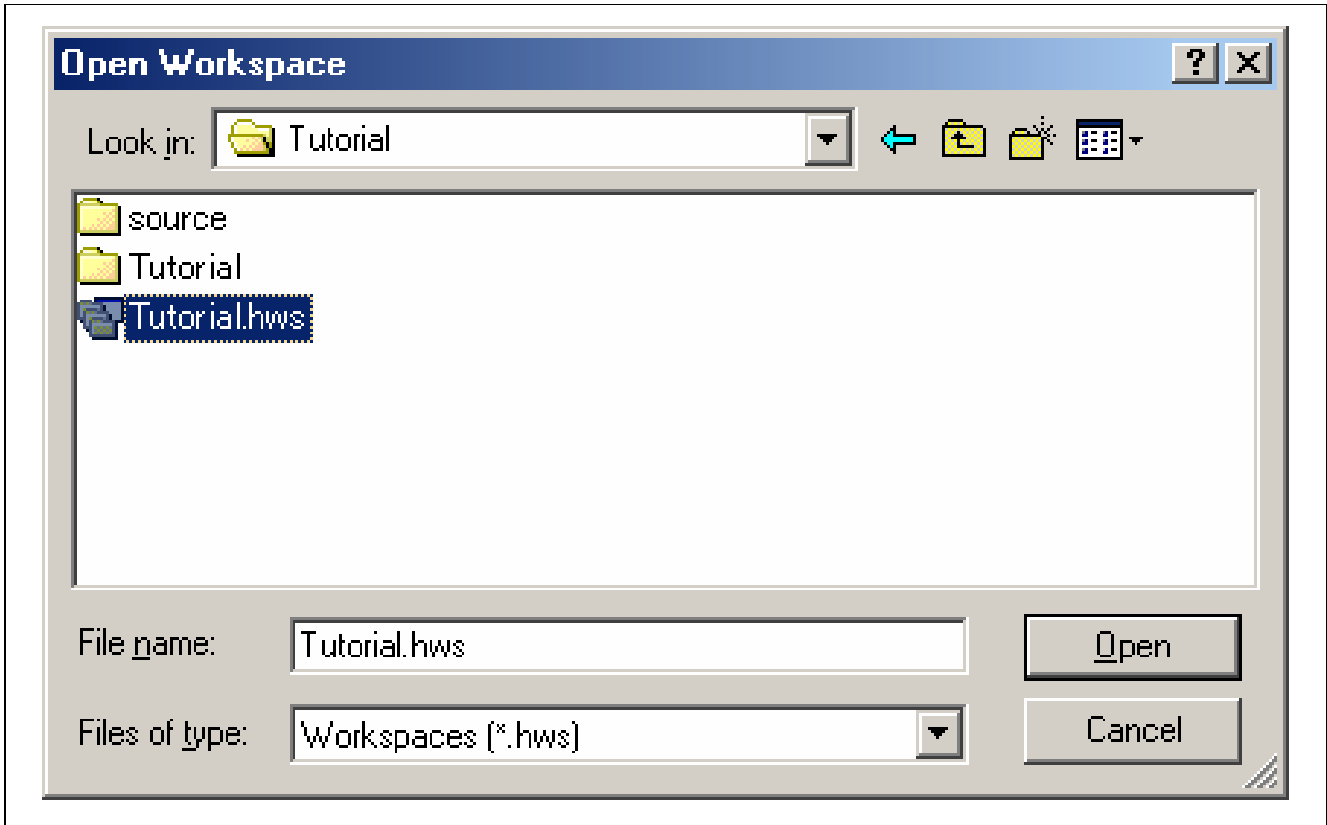 Open Workspace
Look in: Tutorial
source
Tutorial
Tutorial.hws
File name: Tutorial.hws
Open
Files of type: Workspaces (*.hws)
Cancel